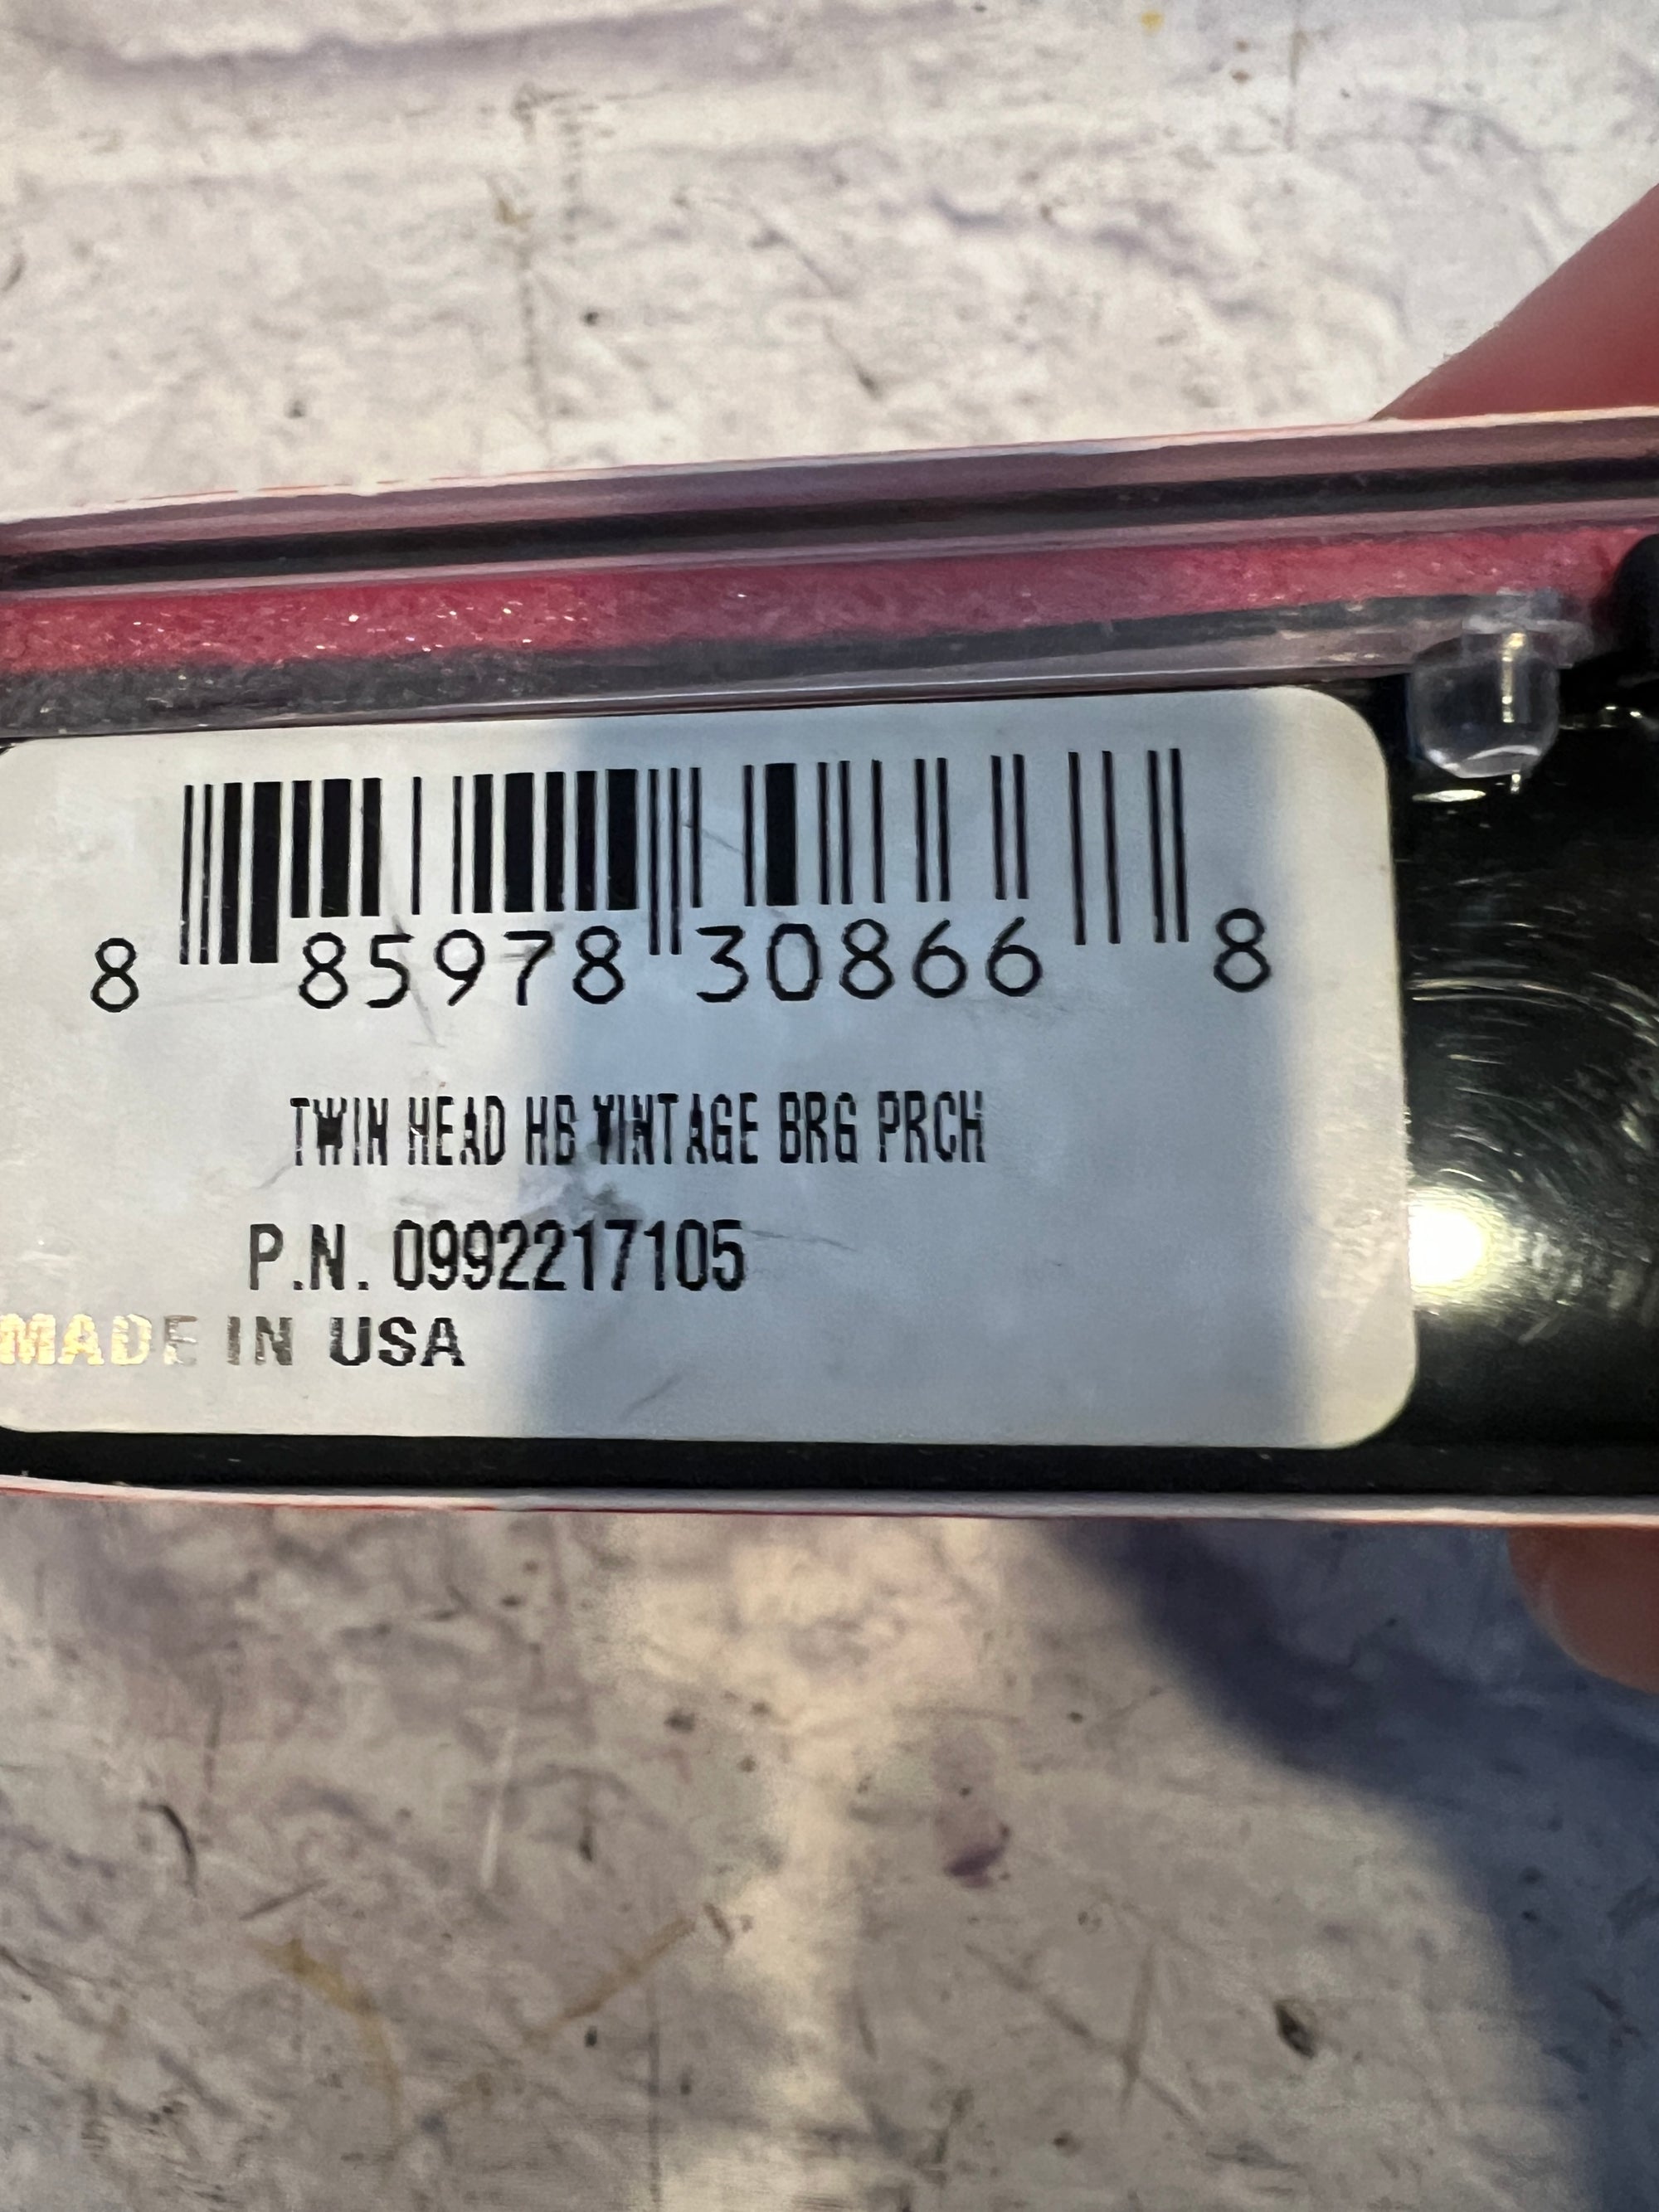 8 85978 30866 8
TWIN HEAD HB VINTAGE BRG PRCH
P.N. 0992217105
MADE IN USA